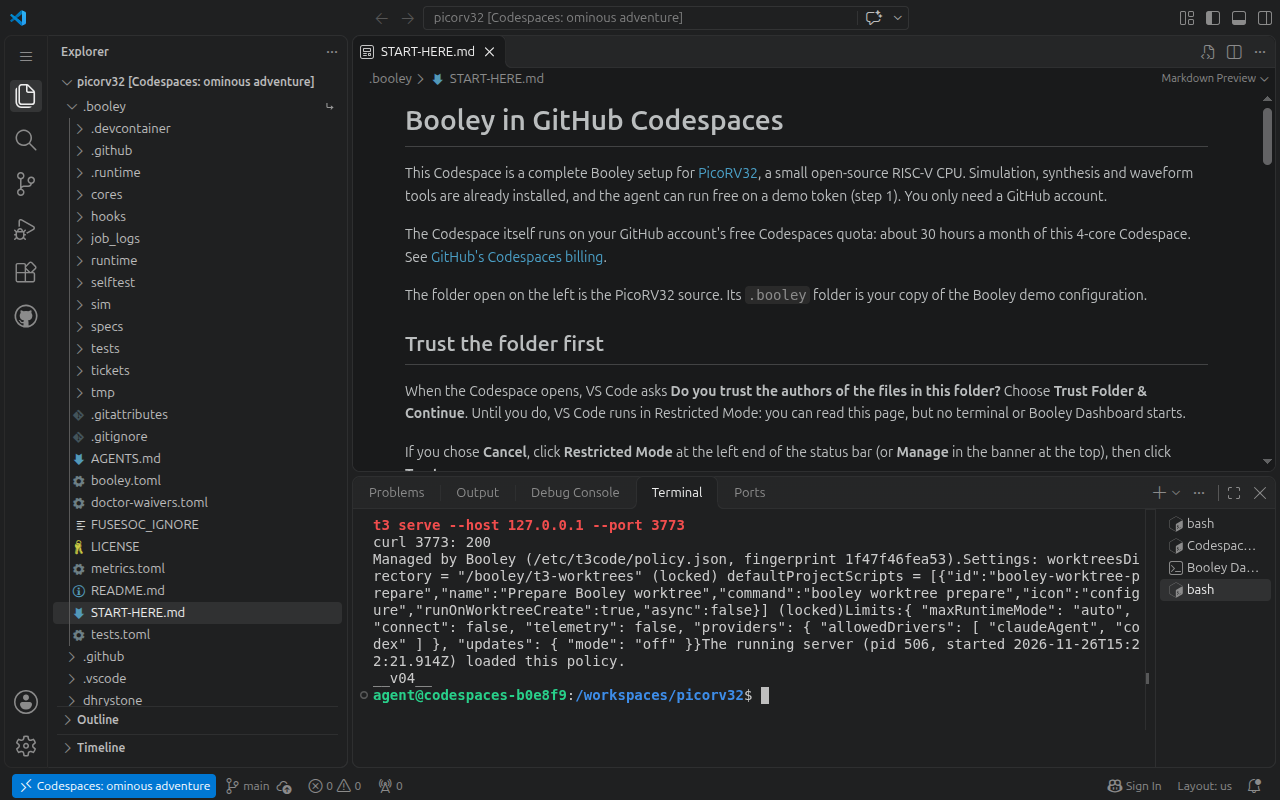 picorv32 [Codespaces: ominous adventure]
Explorer
picorv32 [Codespaces: ominous adventure]
.booley
.devcontainer
.github
.runtime
cores
hooks
job_logs
runtime
selftest
sim
specs
tests
tickets
tmp
.gitattributes
.gitignore
AGENTS.md
booley.toml
doctor-waivers.toml
FUSESOC_IGNORE
LICENSE
metrics.toml
README.md
START-HERE.md
tests.toml
.github
.vscode
dhrystone
Outline
Timeline
START-HERE.md
.booley > START-HERE.md
Markdown Preview
Booley in GitHub Codespaces
This Codespace is a complete Booley setup for PicoRV32, a small open-source RISC-V CPU. Simulation, synthesis and waveform
tools are already installed, and the agent can run free on a demo token (step 1). You only need a GitHub account.
The Codespace itself runs on your GitHub account's free Codespaces quota: about 30 hours a month of this 4-core Codespace.
See GitHub's Codespaces billing.
The folder open on the left is the PicoRV32 source. Its .booley folder is your copy of the Booley demo configuration.
Trust the folder first
When the Codespace opens, VS Code asks Do you trust the authors of the files in this folder? Choose Trust Folder &
Continue. Until you do, VS Code runs in Restricted Mode: you can read this page, but no terminal or Booley Dashboard starts.
If you chose Cancel, click Restricted Mode at the left end of the status bar (or Manage in the banner at the top), then click
Problems
Output
Debug Console
Terminal
Ports
t3 serve --host 127.0.0.1 --port 3773
curl 3773: 200
Managed by Booley (/etc/t3code/policy.json, fingerprint 1f47f46fea53).Settings: worktreesDi
rectory = "/booley/t3-worktrees" (locked) defaultProjectScripts = [{"id":"booley-worktree-p
repare","name":"Prepare Booley worktree","command":"booley worktree prepare","icon":"config
ure","runOnWorktreeCreate":true,"async":false}] (locked)Limits:{ "maxRuntimeMode": "auto",
"connect": false, "telemetry": false, "providers": { "allowedDrivers": [ "claudeAgent", "co
dex" ] }, "updates": { "mode": "off" }}The running server (pid 506, started 2026-11-26T15:2
2:21.914Z) loaded this policy.
__v04__
agent@codespaces-b0e8f9:/workspaces/picorv32$
bash
Codespac...
Booley Da...
bash
Codespaces: ominous adventure
main
0
0
0
Sign In
Layout: us